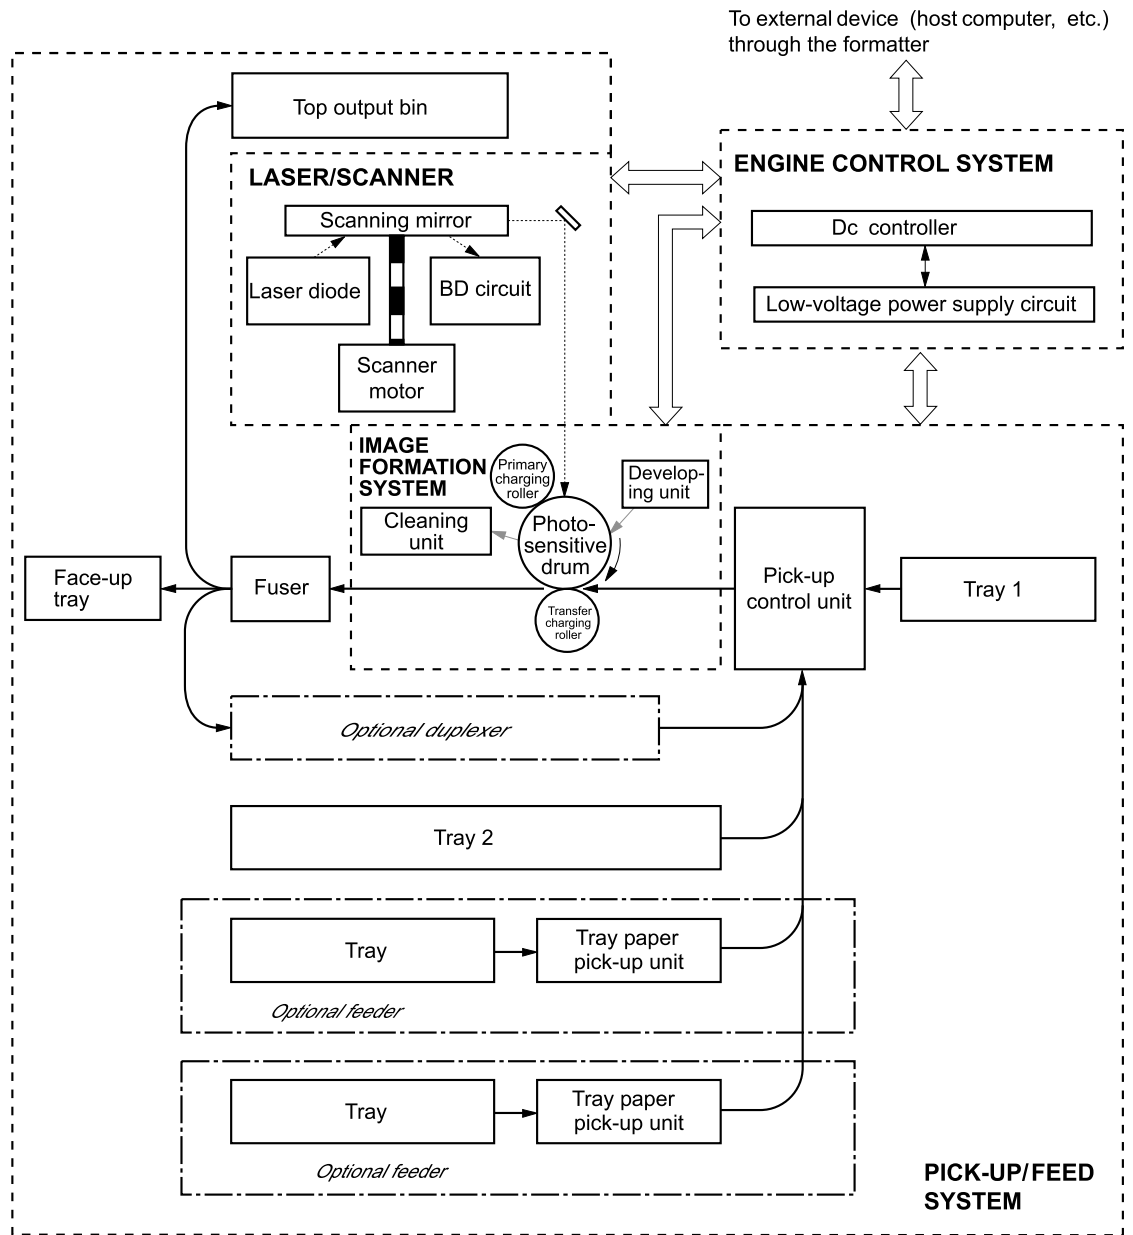 To external device (host computer, etc.)
through the formatter
Top output bin
LASER/SCANNER
ENGINE CONTROL SYSTEM
Scanning mirror
Dc controller
Laser diode
BD circuit
Low-voltage power supply circuit
Scanner
motor
IMAGE
FORMATION
SYSTEM
Primary
charging
roller
Develop-
ing unit
Cleaning
unit
Photo-
sensitive
drum
Face-up
tray
Fuser
Transfer
charging
roller
Pick-up
control unit
Tray 1
Optional duplexer
Tray 2
Tray
Tray paper
pick-up unit
Optional feeder
Tray
Tray paper
pick-up unit
Optional feeder
PICK-UP/FEED
SYSTEM